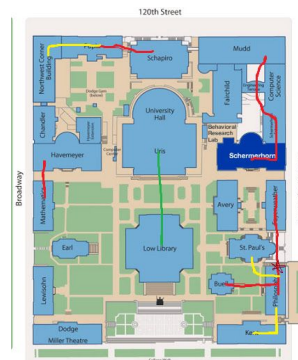 120th Street
Northwest Corner Building
Schapiro
Mudd
Computer Science
Fairchild
University Hall
Chandler
Behavioral Research Lab
Havemeyer
Uris
Schermerhorn
Broadway
Mathematics
Avery
Fayerweather
Earl
Low Library
St. Paul's
Lewisohn
Buell
Philosophy
Dodge
Miller Theatre